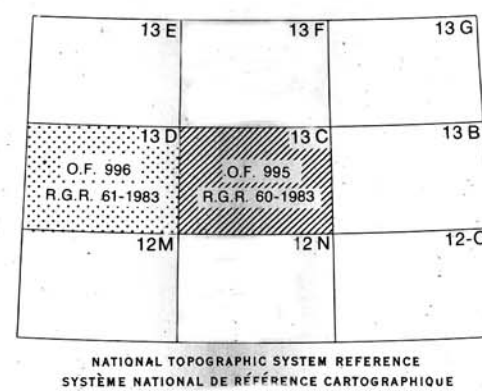 13 E 13 F 13 G
13 D 13 C 13 B
O.F. 996 O.F. 995
R.G.R. 61-1983 R.G.R. 60-1983
12M 12 N 12-O
NATIONAL TOPOGRAPHIC SYSTEM REFERENCE
SYSTÈME NATIONAL DE RÉFÉRENCE CARTOGRAPHIQUE